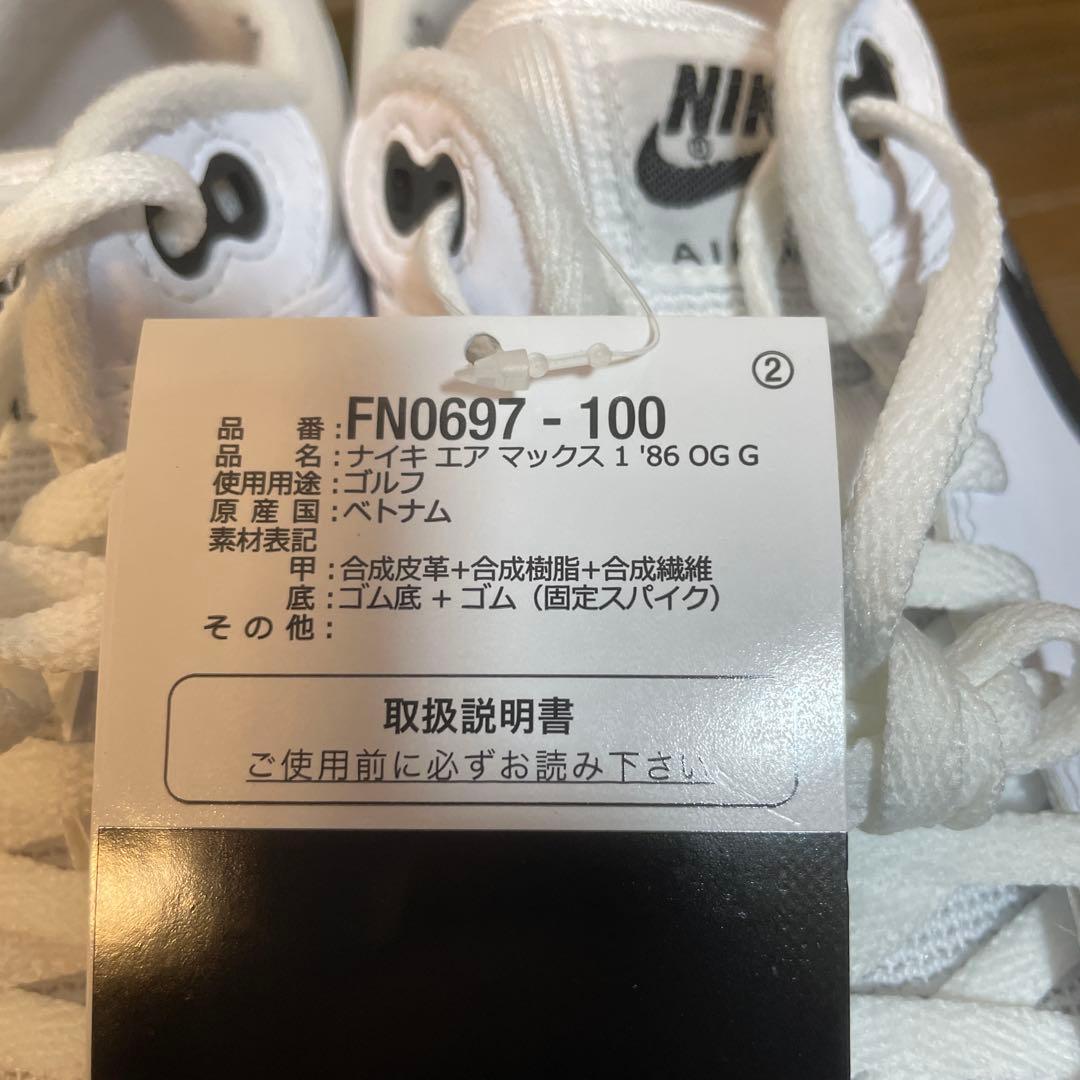 NIK
AI
②
品 番:FN0697 - 100
品 名:ナイキ エア マックス 1 '86 OG G
使用用途:ゴルフ
原 産 国:ベトナム
素材表記
甲:合成皮革+合成樹脂+合成繊維
底:ゴム底 + ゴム（固定スパイク）
そ の 他:
取扱説明書
ご使用前に必ずお読み下さい